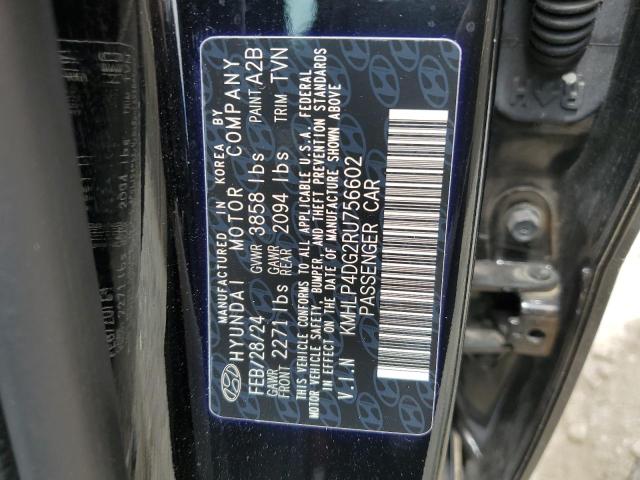 MANUFACTURED IN KOREA BY
HYUNDAI MOTOR COMPANY
FEB/28/24 GVWR 3858 lbs PAINT A2B
GAWR FRONT 2271 lbs GAWR REAR 2094 lbs TRIM TVN
THIS VEHICLE CONFORMS TO ALL APPLICABLE U.S.A. FEDERAL
MOTOR VEHICLE SAFETY, BUMPER, AND THEFT PREVENTION STANDARDS
IN EFFECT ON THE DATE OF MANUFACTURE SHOWN ABOVE
V.I.N KMHLP4DG2RU756602
PASSENGER CAR